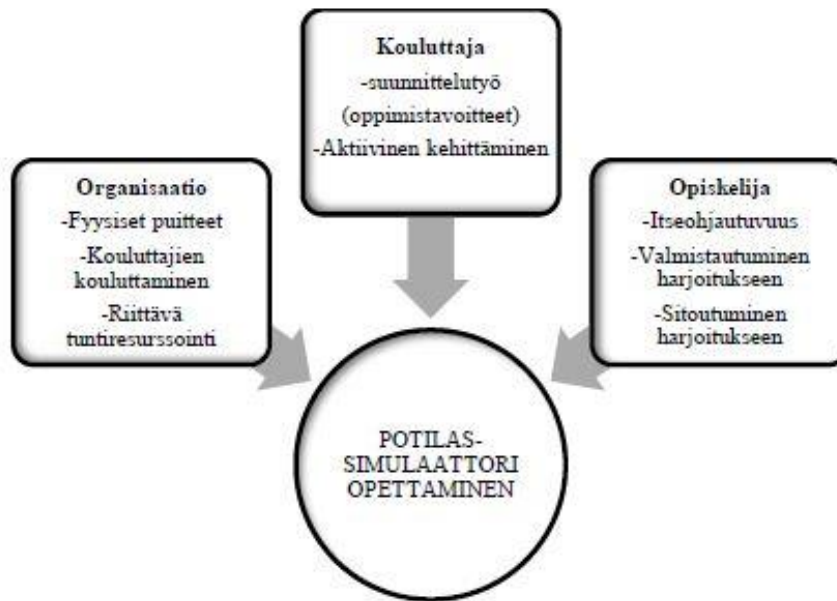 Kouluttaja
-suunnittelutyö
(oppimistavoitteet)
-Aktiivinen kehittäminen
Organisaatio
-Fyysiset puitteet
-Kouluttajien
kouluttaminen
-Riittävä
tuntiresurssointi
Opiskelija
-Itseohjautuvuus
-Valmistautuminen
harjoitukseen
-Sitoutuminen
harjoitukseen
POTILAS-
SIMULAATTORI
OPETTAMINEN